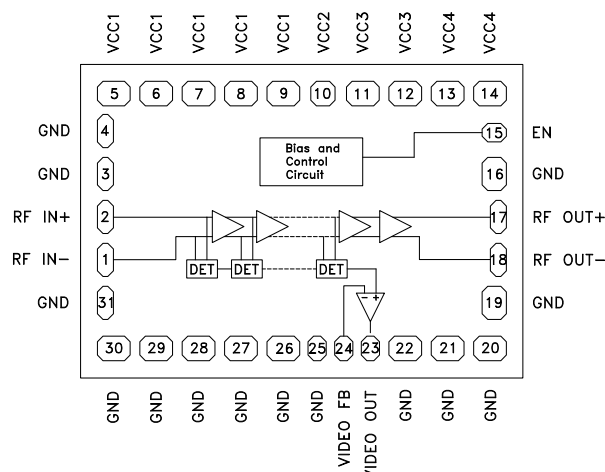 VCC1 VCC1 VCC1 VCC1 VCC1 VCC2 VCC3 VCC3 VCC4 VCC4
5 6 7 8 9 10 11 12 13 14
GND 4 15 EN
Bias and
Control
Circuit
GND 3 16 GND
RF IN+ 2 17 RF OUT+
RF IN- 1 18 RF OUT-
DET DET DET
GND 31 - + 19 GND
30 29 28 27 26 25 24 23 22 21 20
GND GND GND GND GND GND VIDEO FB VIDEO OUT GND GND GND